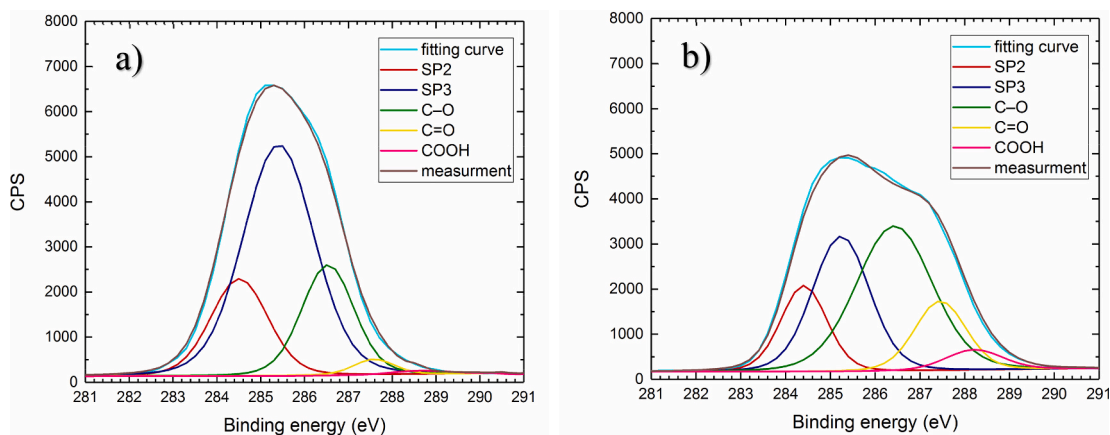 a)
8000
7000
6000
5000
4000
3000
2000
1000
0
CPS
fitting curve
SP2
SP3
C–O
C=O
COOH
measurment
281 282 283 284 285 286 287 288 289 290 291
Binding energy (eV)
b)
8000
7000
6000
5000
4000
3000
2000
1000
0
CPS
fitting curve
SP2
SP3
C–O
C=O
COOH
measurment
281 282 283 284 285 286 287 288 289 290 291
Binding energy (eV)